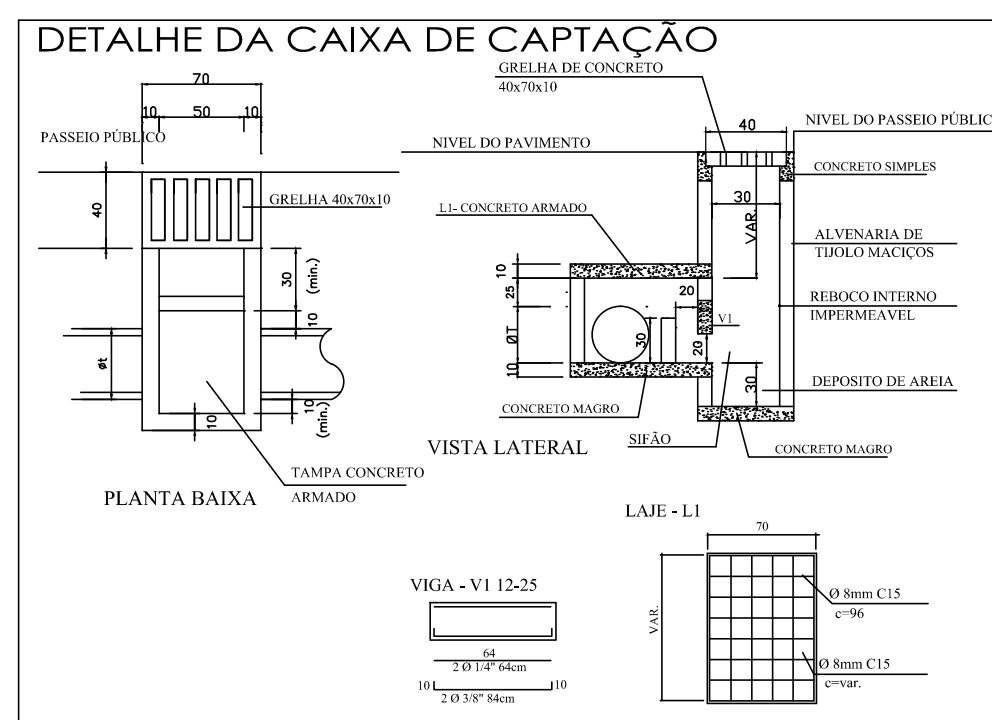 DETALHE DA CAIXA DE CAPTAÇÃO
70
10 50 10
PASSEIO PÚBLICO
40
GRELHA 40x70x10
30
(min.)
10
øt
10
(min.)
10
TAMPA CONCRETO
ARMADO
PLANTA BAIXA
GRELHA DE CONCRETO
40x70x10
NIVEL DO PAVIMENTO
40
NIVEL DO PASSEIO PÚBLIC
CONCRETO SIMPLES
30
VAR.
L1- CONCRETO ARMADO
ALVENARIA DE
TIJOLO MACIÇOS
10
25
20
REBOCO INTERNO
IMPERMEAVEL
ØT
V1
30
20
10
30
DEPOSITO DE AREIA
CONCRETO MAGRO
SIFÃO
CONCRETO MAGRO
VISTA LATERAL
LAJE - L1
70
VAR.
Ø 8mm C15
c=96
Ø 8mm C15
c=var.
VIGA - V1 12-25
64
2 Ø 1/4" 64cm
10 10
2 Ø 3/8" 84cm